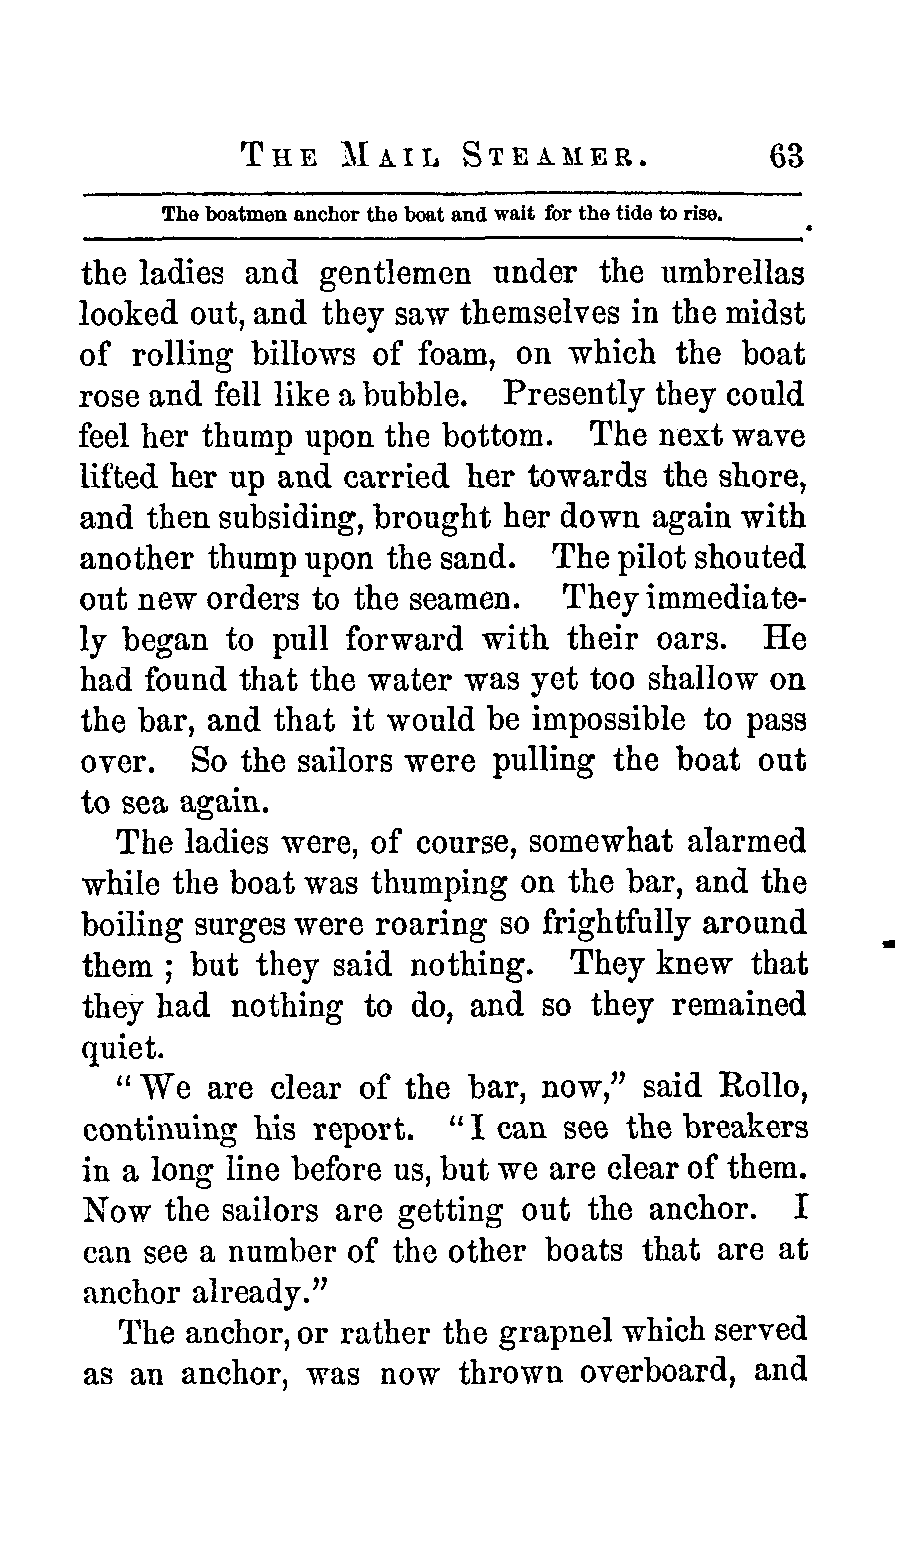 THE MAIL STEAMER. 63
The boatmen anchor the boat and wait for the tide to rise.
the ladies and gentlemen under the umbrellas
looked out, and they saw themselves in the midst
of rolling billows of foam, on which the boat
rose and fell like a bubble. Presently they could
feel her thump upon the bottom. The next wave
lifted her up and carried her towards the shore,
and then subsiding, brought her down again with
another thump upon the sand. The pilot shouted
out new orders to the seamen. They immediate-
ly began to pull forward with their oars. He
had found that the water was yet too shallow on
the bar, and that it would be impossible to pass
over. So the sailors were pulling the boat out
to sea again.
The ladies were, of course, somewhat alarmed
while the boat was thumping on the bar, and the
boiling surges were roaring so frightfully around
them ; but they said nothing. They knew that
they had nothing to do, and so they remained
quiet.
“ We are clear of the bar, now,” said Rollo,
continuing his report. “ I can see the breakers
in a long line before us, but we are clear of them.
Now the sailors are getting out the anchor. I
can see a number of the other boats that are at
anchor already.”
The anchor, or rather the grapnel which served
as an anchor, was now thrown overboard, and